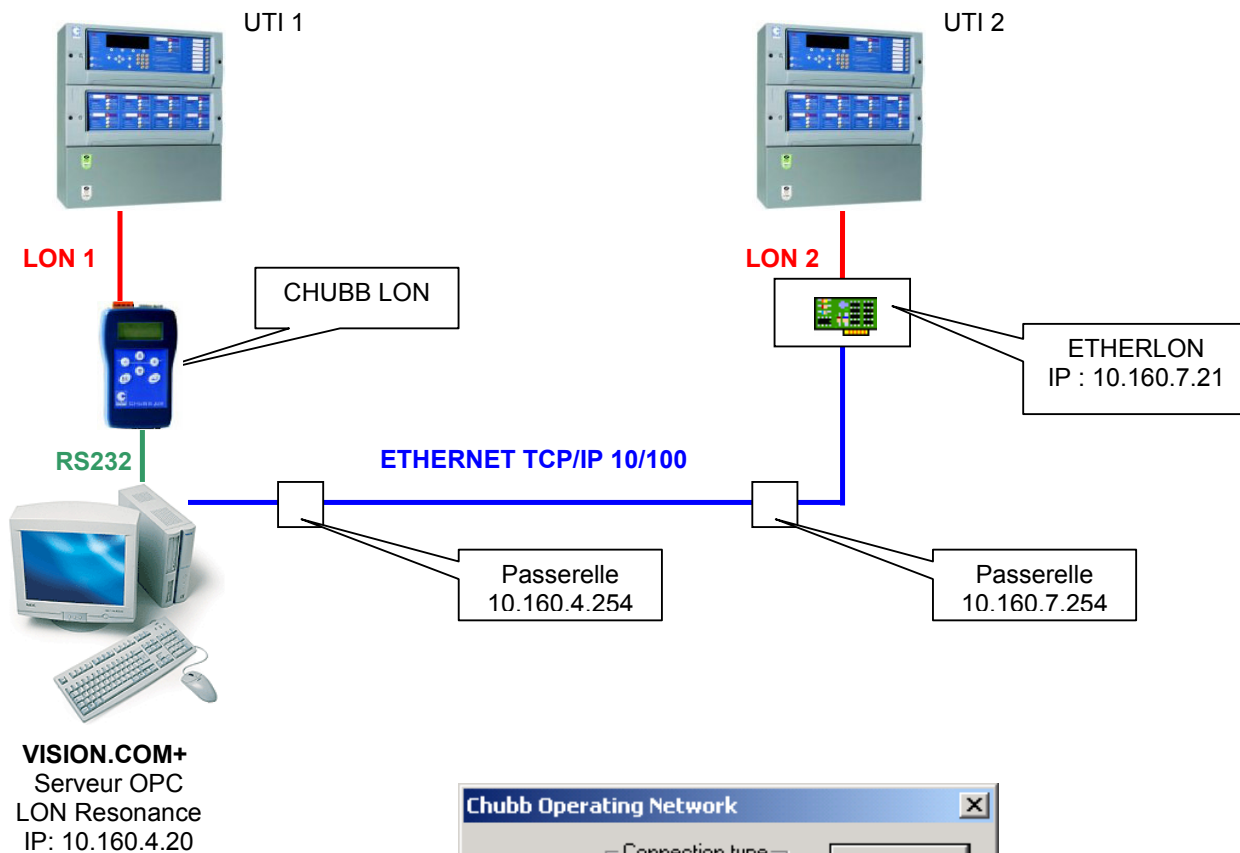 UTI 1
UTI 2
LON 1
LON 2
CHUBB LON
ETHERLON
IP : 10.160.7.21
RS232
ETHERNET TCP/IP 10/100
Passerelle
10.160.4.254
Passerelle
10.160.7.254
VISION.COM+
Serveur OPC
LON Resonance
IP: 10.160.4.20
Chubb Operating Network
Connection type